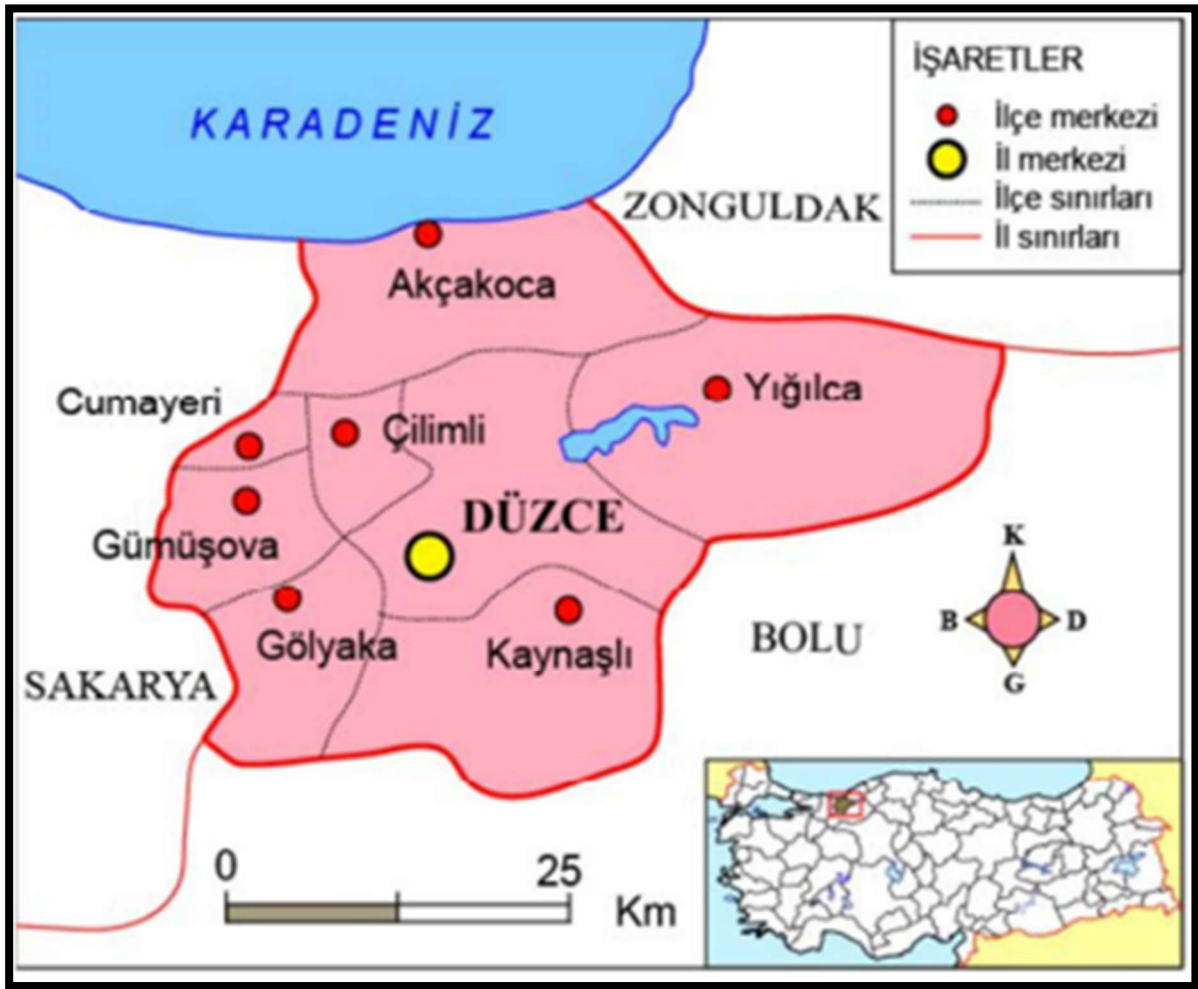 KARADENİZ
İŞARETLER
İlçe merkezi
İl merkezi
İlçe sınırları
İl sınırları
ZONGULDAK
Akçakoca
Cumayeri
Çilimli
Yığılca
DÜZCE
Gümüşova
Gölyaka
Kaynaşlı
BOLU
K
B
D
G
SAKARYA
0
25
Km